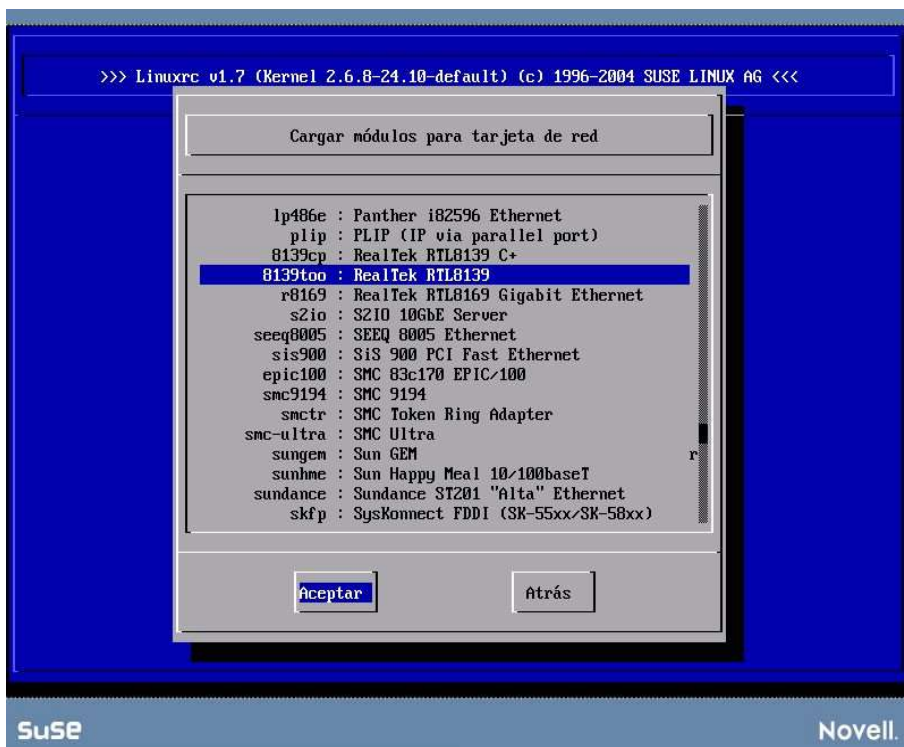 >>> Linuxrc v1.7 (Kernel 2.6.8-24.10-default) (c) 1996-2004 SUSE LINUX AG <<<
Cargar módulos para tarjeta de red
lp486e : Panther i82596 Ethernet
plip : PLIP (IP via parallel port)
8139cp : RealTek RTL8139 C+
8139too : RealTek RTL8139
r8169 : RealTek RTL8169 Gigabit Ethernet
s2io : S2IO 10GbE Server
seeq8005 : SEEQ 8005 Ethernet
sis900 : SiS 900 PCI Fast Ethernet
epic100 : SMC 83c170 EPIC/100
smc9194 : SMC 9194
smctr : SMC Token Ring Adapter
smc-ultra : SMC Ultra
sungem : Sun GEM r
sunhme : Sun Happy Meal 10/100baseT
sundance : Sundance ST201 "Alta" Ethernet
skfp : SysKonnect FDDI (SK-55xx/SK-58xx)
Aceptar Atrás
SuSE Novell.